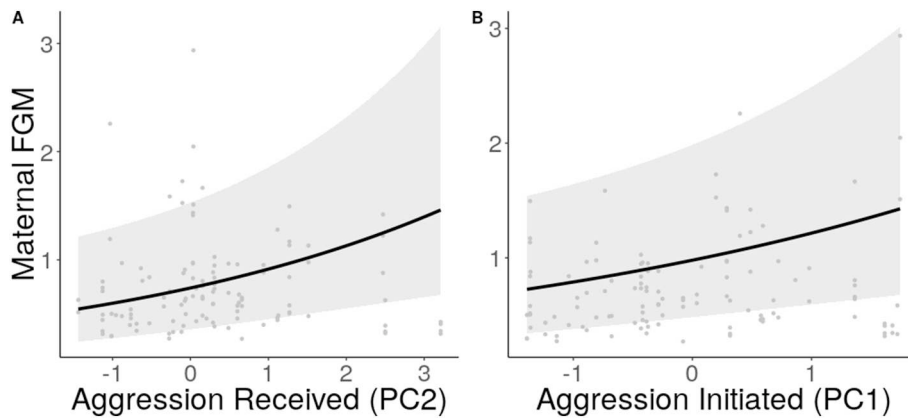 A
B
Maternal FGM
3
2
1
3
2
1
-1
0
1
2
3
-1
0
1
Aggression Received (PC2)
Aggression Initiated (PC1)